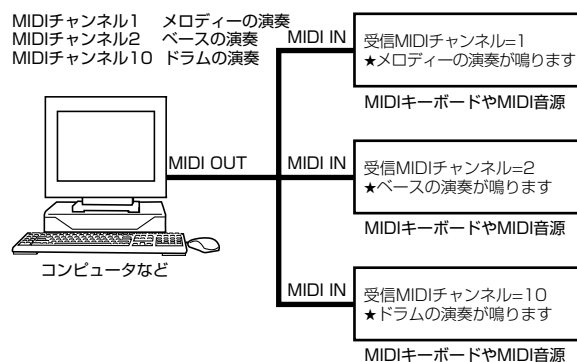 MIDIチャンネル1 メロディーの演奏
MIDIチャンネル2 ベースの演奏
MIDIチャンネル10 ドラムの演奏
MIDI IN
受信MIDIチャンネル=1
★メロディーの演奏が鳴ります
MIDIキーボードやMIDI音源
MIDI OUT
MIDI IN
受信MIDIチャンネル=2
★ベースの演奏が鳴ります
MIDIキーボードやMIDI音源
コンピュータなど
MIDI IN
受信MIDIチャンネル=10
★ドラムの演奏が鳴ります
MIDIキーボードやMIDI音源